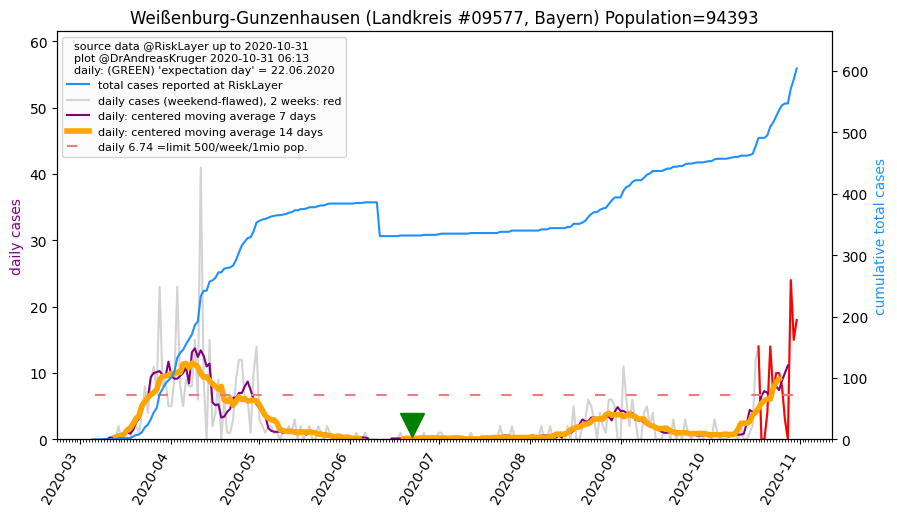 Weißenburg-Gunzenhausen (Landkreis #09577, Bayern) Population=94393
source data @RiskLayer up to 2020-10-31
plot @DrAndreasKruger 2020-10-31 06:13
daily: (GREEN) 'expectation day' = 22.06.2020
total cases reported at RiskLayer
daily cases (weekend-flawed), 2 weeks: red
daily: centered moving average 7 days
daily: centered moving average 14 days
daily 6.74 =limit 500/week/1mio pop.
daily cases
60
50
40
30
20
10
0
cumulative total cases
600
500
400
300
200
100
0
2020-03
2020-04
2020-05
2020-06
2020-07
2020-08
2020-09
2020-10
2020-11